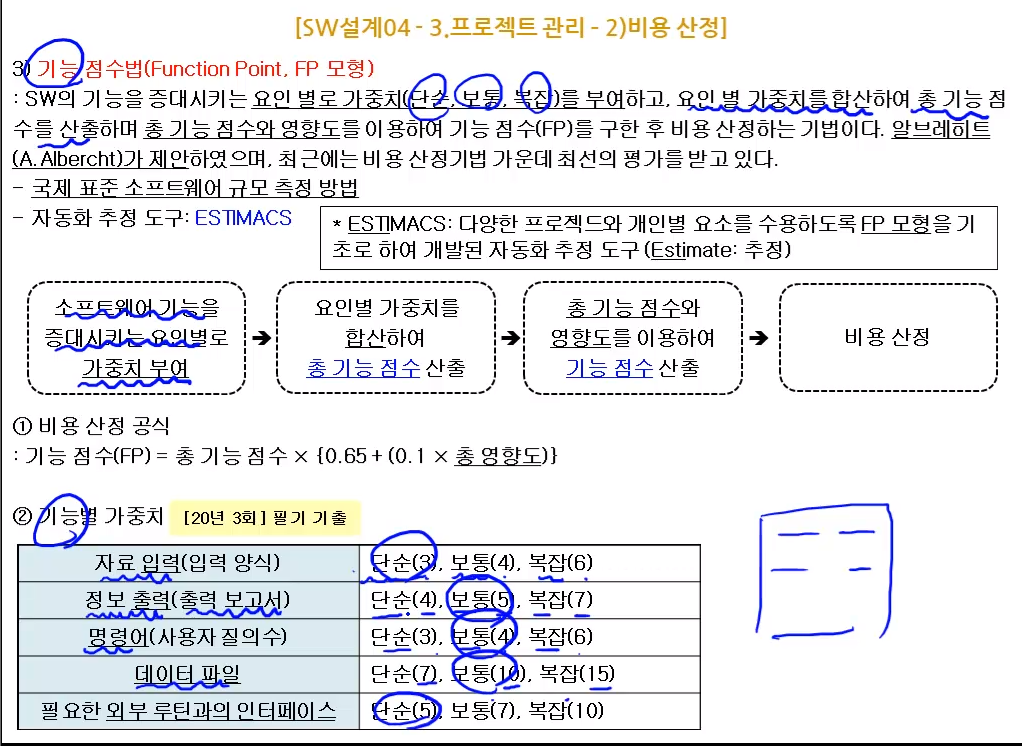 [SW설계04 - 3.프로젝트 관리 - 2)비용 산정]
3) 기능 점수법(Function Point, FP 모형)
: SW의 기능을 증대시키는 요인 별로 가중치(단순, 보통, 복잡)를 부여하고, 요인 별 가중치를 합산하여 총 기능 점
수를 산출하며 총 기능 점수와 영향도를 이용하여 기능 점수(FP)를 구한 후 비용 산정하는 기법이다. 알브레히트
(A. Albercht)가 제안하였으며, 최근에는 비용 산정기법 가운데 최선의 평가를 받고 있다.
- 국제 표준 소프트웨어 규모 측정 방법
- 자동화 추정 도구: ESTIMACS
* ESTIMACS: 다양한 프로젝드와 개인별 요소를 수용하도록 FP 모형을 기
초로 하여 개발된 자동화 추정 도구 (Estimate: 추정)
소프트웨어 기능을
증대시키는 요인별로
가중치 부여
➔
요인별 가중치를
합산하여
총 기능 점수 산출
➔
총 기능 점수와
영향도를 이용하여
기능 점수 산출
➔
비용 산정
① 비용 산정 공식
: 기능 점수(FP) = 총 기능 점수 × {0.65 + (0.1 × 총 영향도)}
② 기능별 가중치 [20년 3회] 필기 기출
자료 입력(입력 양식) 단순(3), 보통(4), 복잡(6)
정보 출력(출력 보고서) 단순(4), 보통(5), 복잡(7)
명령어(사용자 질의수) 단순(3), 보통(4), 복잡(6)
데이터 파일 단순(7), 보통(10), 복잡(15)
필요한 외부 루틴과의 인터페이스 단순(5), 보통(7), 복잡(10)